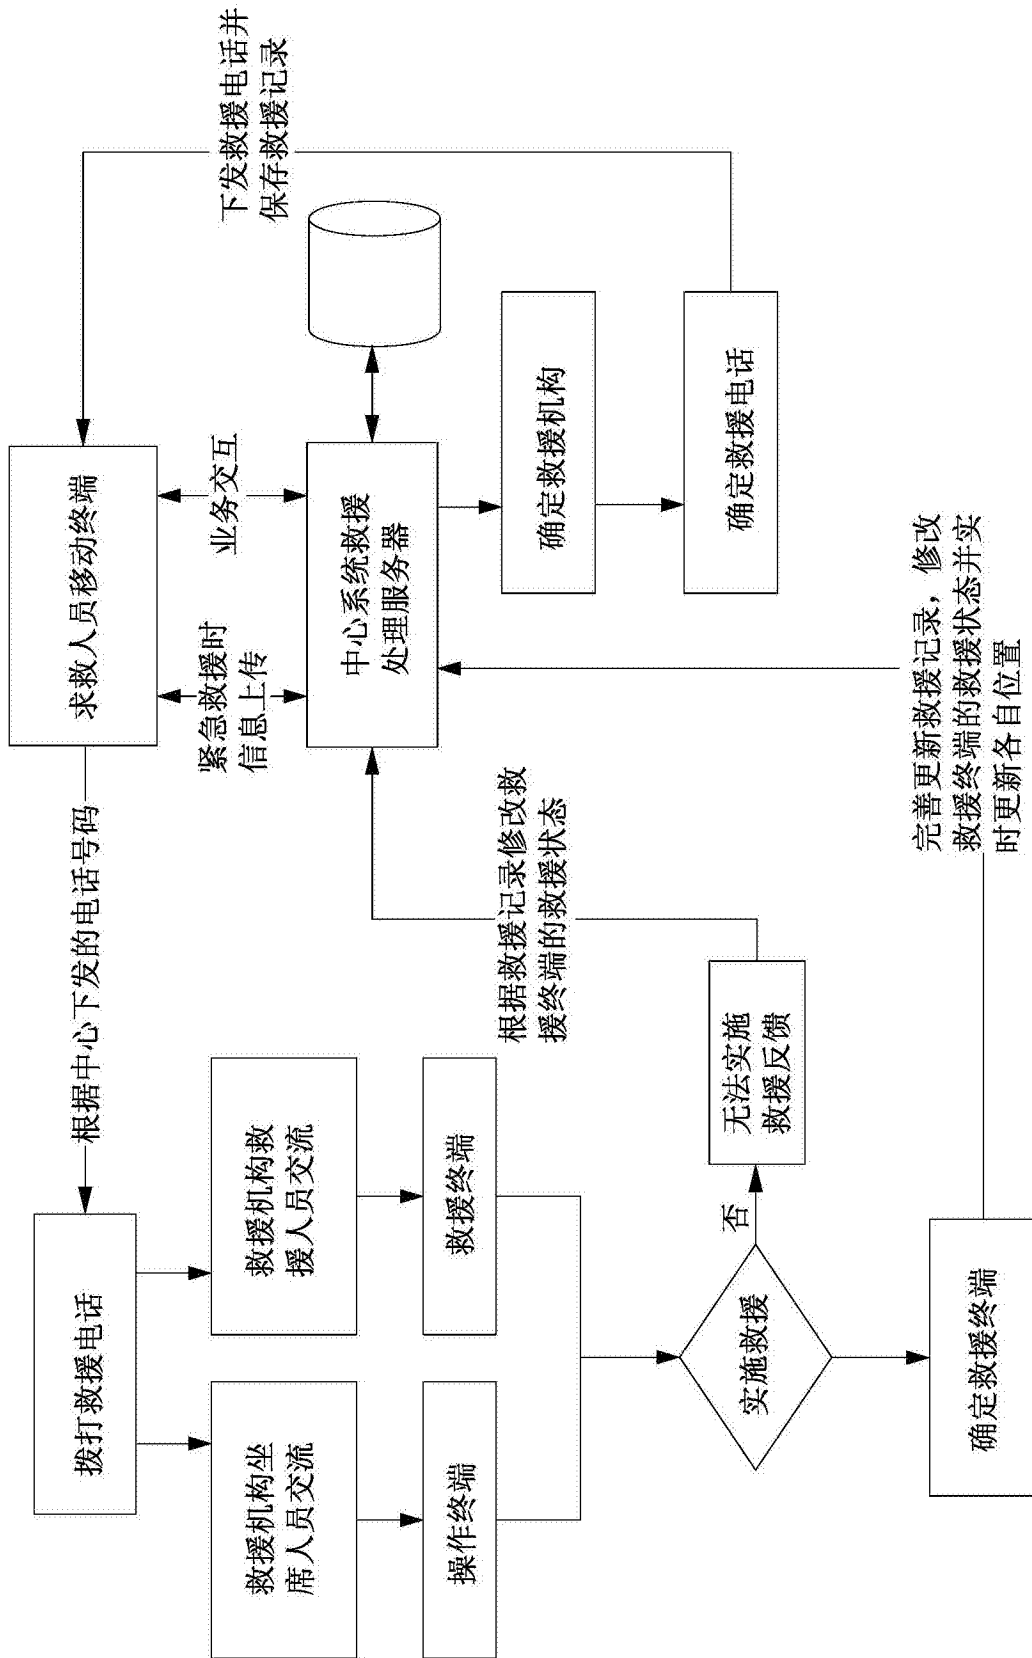 求救人员移动终端
下发救援电话并
保存救援记录
根据中心下发的电话号码
紧急救援时
信息上传
业务交互
拨打救援电话
中心系统救援
处理服务器
救援机构坐
席人员交流
救援机构救
援人员交流
根据救援记录修改救
援终端的救援状态
确定救援机构
操作终端
救援终端
确定救援电话
实施救援
否
无法实施
救援反馈
确定救援终端
完善更新救援记录，修改
救援终端的救援状态并实
时更新各自位置